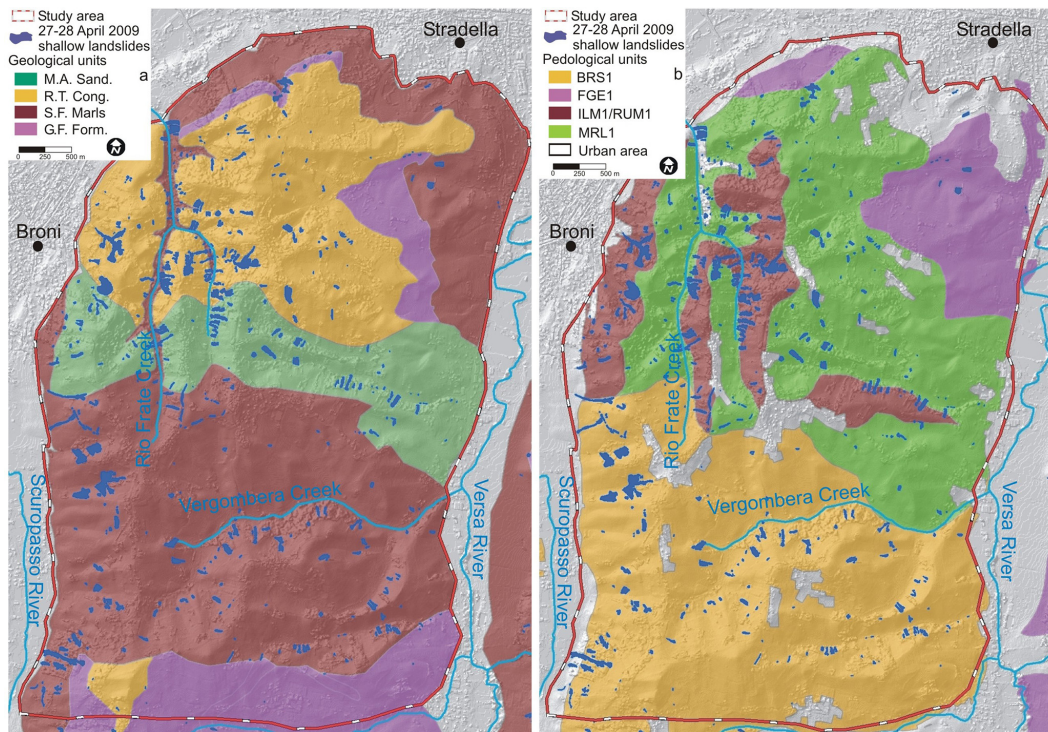 Study area
27-28 April 2009
shallow landslides
Geological units
a
M.A. Sand.
R.T. Cong.
S.F. Marls
G.F. Form.
N
0 250 500 m
Stradella
Broni
Rio Frate Creek
Vergombera Creek
Scuropasso River
Versa River
Study area
27-28 April 2009
shallow landslides
Pedological units
b
BRS1
FGE1
ILM1/RUM1
MRL1
Urban area
0 250 500 m
N
Stradella
Broni
Rio Frate Creek
Vergombera Creek
Scuropasso River
Versa River